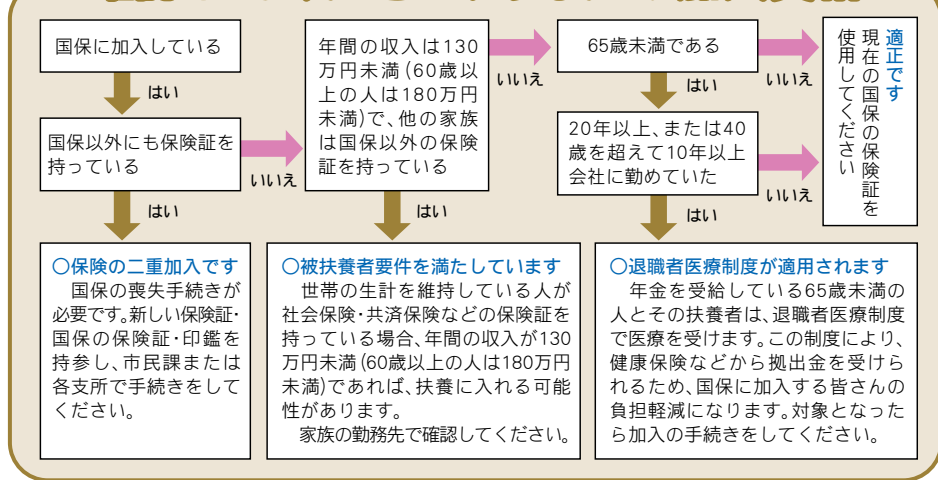 国保に加入している
はい
国保以外にも保険証を
持っている
いいえ
はい
年間の収入は130
万円未満(60歳以
上の人は180万円
未満)で、他の家族
は国保以外の保険
証を持っている
いいえ
はい
65歳未満である
いいえ
はい
20年以上、または40
歳を超えて10年以上
会社に勤めていた
いいえ
はい
適正です
現在の国保の保険証を
使用してください
○保険の二重加入です
国保の喪失手続きが
必要です。新しい保険証・
国保の保険証・印鑑を
持参し、市民課または
各支所で手続きをして
ください。
○被扶養者要件を満たしています
世帯の生計を維持している人が
社会保険・共済保険などの保険証を
持っている場合、年間の収入が130
万円未満(60歳以上の人は180万円
未満)であれば、扶養に入れる可能
性があります。
家族の勤務先で確認してください。
○退職者医療制度が適用されます
年金を受給している65歳未満の
人とその扶養者は、退職者医療制度
で医療を受けます。この制度により、
健康保険などから拠出金を受けら
れるため、国保に加入する皆さんの
負担軽減になります。対象となった
ら加入の手続きをしてください。